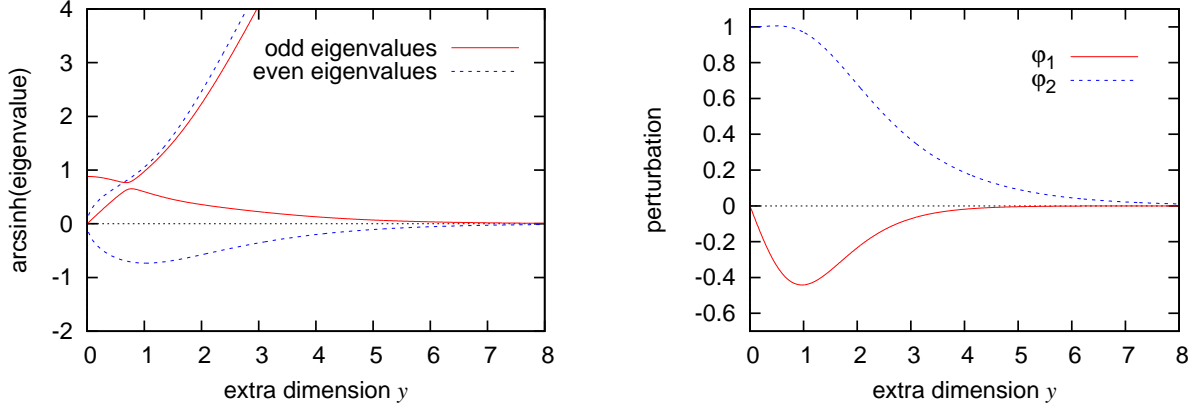 4
3
2
1
0
-1
-2
arcsinh(eigenvalue)
odd eigenvalues
even eigenvalues
0 1 2 3 4 5 6 7 8
extra dimension y
1
0.8
0.6
0.4
0.2
0
-0.2
-0.4
-0.6
perturbation
φ1
φ2
0 1 2 3 4 5 6 7 8
extra dimension y